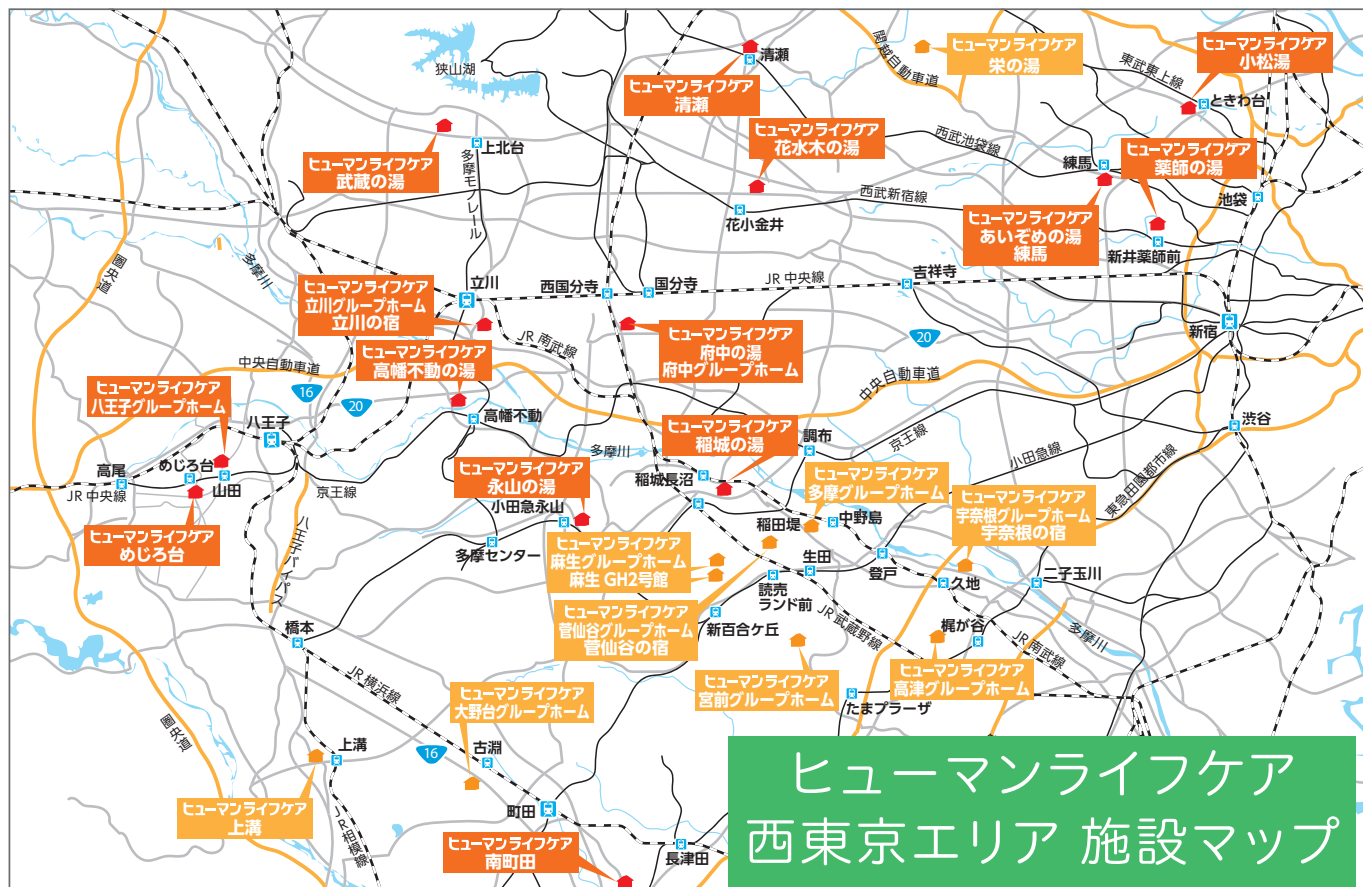 狭山湖
清瀬
ヒューマンライフケア
清瀬
関越自動車道
ヒューマンライフケア
栄の湯
東武東上線
ヒューマンライフケア
小松湯
ときわ台
ヒューマンライフケア
武蔵の湯
上北台
多摩モノレール
ヒューマンライフケア
花水木の湯
花小金井
西武池袋線
西武新宿線
練馬
ヒューマンライフケア
薬師の湯
ヒューマンライフケア
あいぞめの湯
練馬
新井薬師前
池袋
圏央道
多摩川
ヒューマンライフケア
立川グループホーム
立川の宿
立川
西国分寺
国分寺
JR 中央線
吉祥寺
20
新宿
JR 南武線
ヒューマンライフケア
府中の湯
府中グループホーム
中央自動車道
16
20
ヒューマンライフケア
高幡不動の湯
高幡不動
中央自動車道
ヒューマンライフケア
八王子グループホーム
八王子
高尾
めじろ台
山田
JR 中央線
京王線
ヒューマンライフケア
めじろ台
八王子バイパス
多摩川
ヒューマンライフケア
稲城の湯
稲城長沼
調布
京王線
小田急線
渋谷
東急田園都市線
ヒューマンライフケア
永山の湯
小田急永山
多摩センター
ヒューマンライフケア
多摩グループホーム
稲田堤
中野島
ヒューマンライフケア
宇奈根グループホーム
宇奈根の宿
ヒューマンライフケア
麻生グループホーム
麻生 GH2号館
生田
登戸
久地
二子玉川
読売
ランド前
ヒューマンライフケア
菅仙谷グループホーム
菅仙谷の宿
新百合ケ丘
JR 武蔵野線
梶が谷
JR 南武線
多摩川
橋本
JR 横浜線
ヒューマンライフケア
宮前グループホーム
ヒューマンライフケア
高津グループホーム
たまプラーザ
ヒューマンライフケア
大野台グループホーム
圏央道
上溝
16
古淵
ヒューマンライフケア
上溝
JR 相模線
町田
ヒューマンライフケア
南町田
長津田
ヒューマンライフケア
西東京エリア 施設マップ